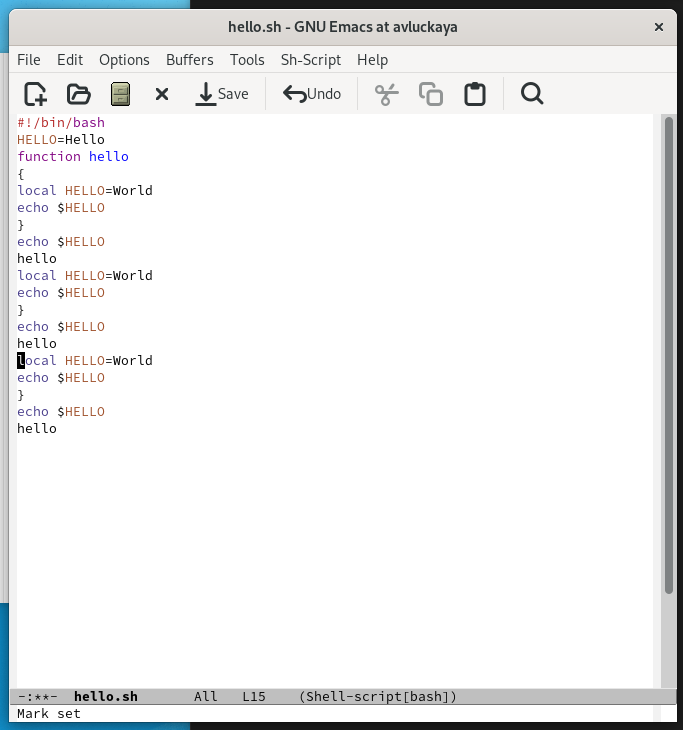 hello.sh - GNU Emacs at avluckaya ×
File Edit Options Buffers Tools Sh-Script Help
Save Undo
#!/bin/bash
HELLO=Hello
function hello
{
local HELLO=World
echo $HELLO
}
echo $HELLO
hello
local HELLO=World
echo $HELLO
}
echo $HELLO
hello
local HELLO=World
echo $HELLO
}
echo $HELLO
hello
-:**- hello.sh All L15 (Shell-script[bash])
Mark set